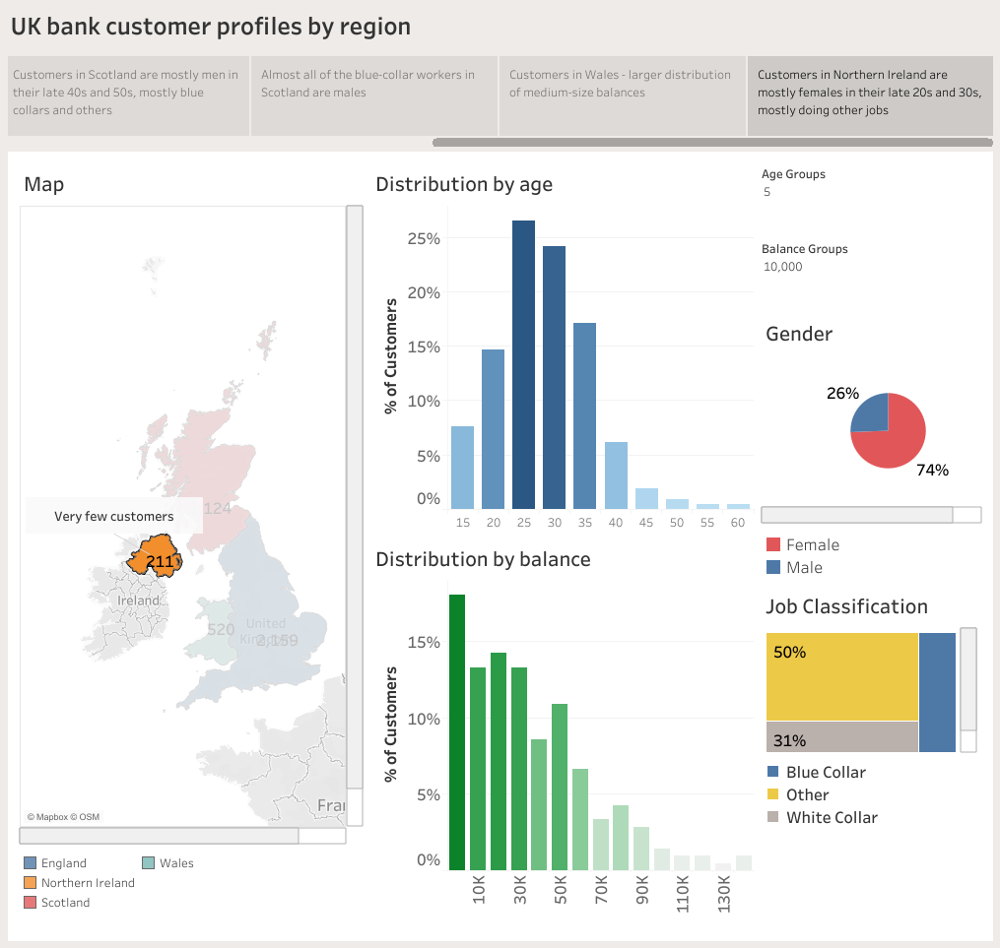 UK bank customer profiles by region
Customers in Scotland are mostly men in
their late 40s and 50s, mostly blue
collars and others
Almost all of the blue-collar workers in
Scotland are males
Customers in Wales - larger distribution
of medium-size balances
Customers in Northern Ireland are
mostly females in their late 20s and 30s,
mostly doing other jobs
Map
Very few customers
124
211
Ireland
520
United
2,159
Fra
© Mapbox © OSM
England
Wales
Northern Ireland
Scotland
Distribution by age
% of Customers
25%
20%
15%
10%
5%
0%
15 20 25 30 35 40 45 50 55 60
Distribution by balance
% of Customers
15%
10%
5%
0%
10K 30K 50K 70K 90K 110K 130K
Age Groups
5
Balance Groups
10,000
Gender
26%
74%
Female
Male
Job Classification
50%
31%
Blue Collar
Other
White Collar